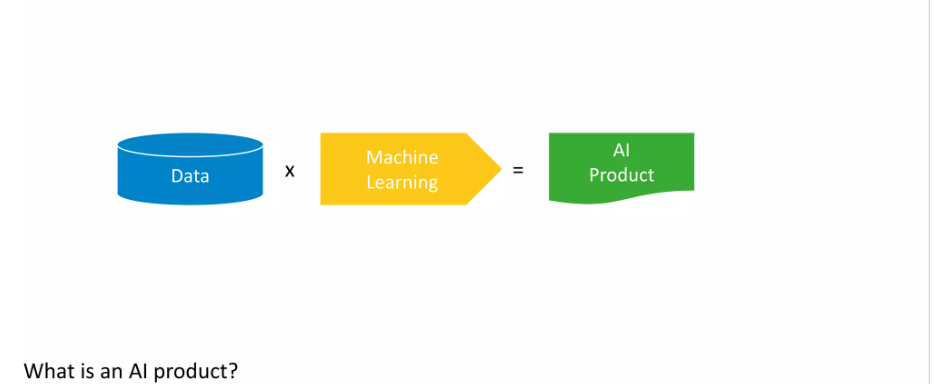 Data
x
Machine
Learning
=
AI
Product
What is an AI product?